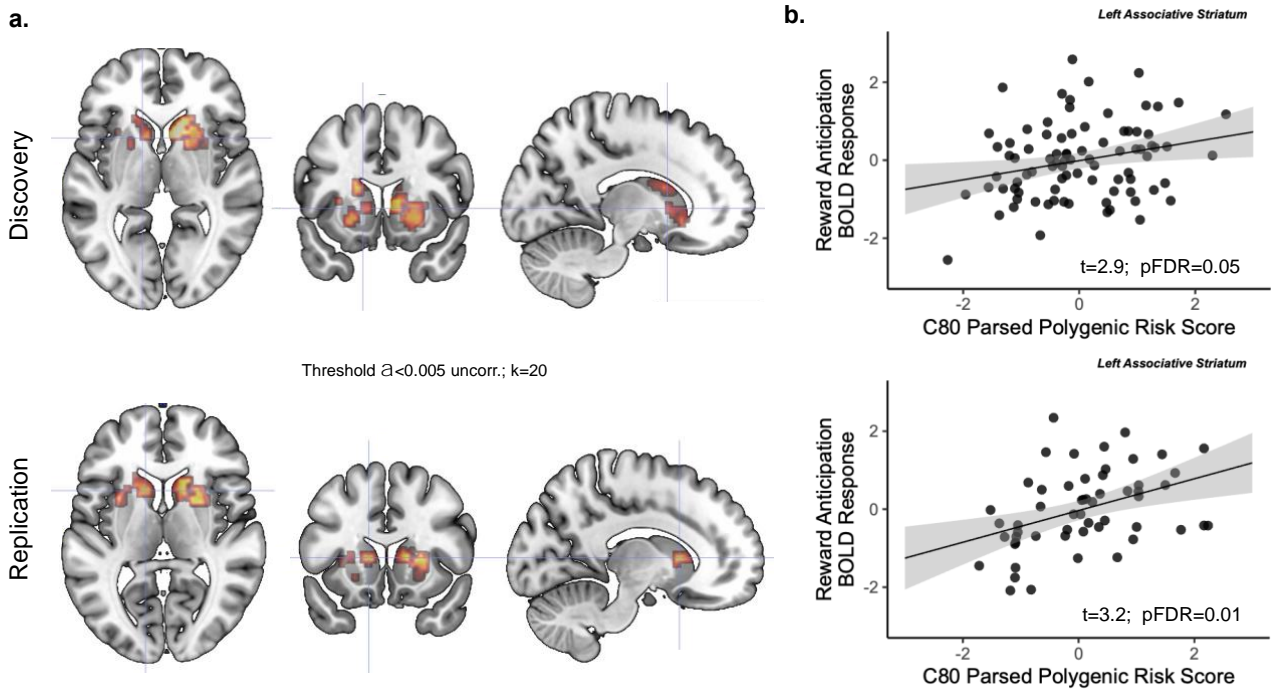 a.
Discovery
Threshold a<0.005 uncorr.; k=20
Replication
b.
Left Associative Striatum
Reward Anticipation
BOLD Response
2
0
-2
t=2.9; pFDR=0.05
-2
0
2
C80 Parsed Polygenic Risk Score
Left Associative Striatum
Reward Anticipation
BOLD Response
2
0
-2
t=3.2; pFDR=0.01
-2
0
2
C80 Parsed Polygenic Risk Score